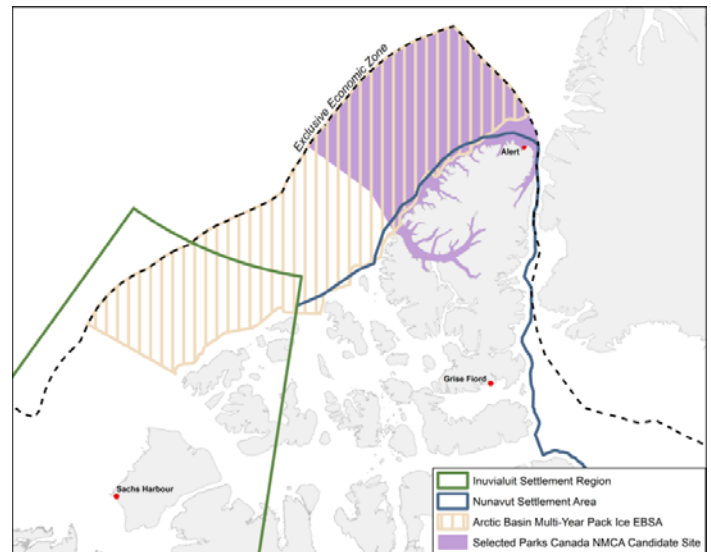 Exclusive Economic Zone
Alert
Grise Fiord
Sachs Harbour
Inuvialuit Settlement Region
Nunavut Settlement Area
Arctic Basin Multi-Year Pack Ice EBSA
Selected Parks Canada NMCA Candidate Site